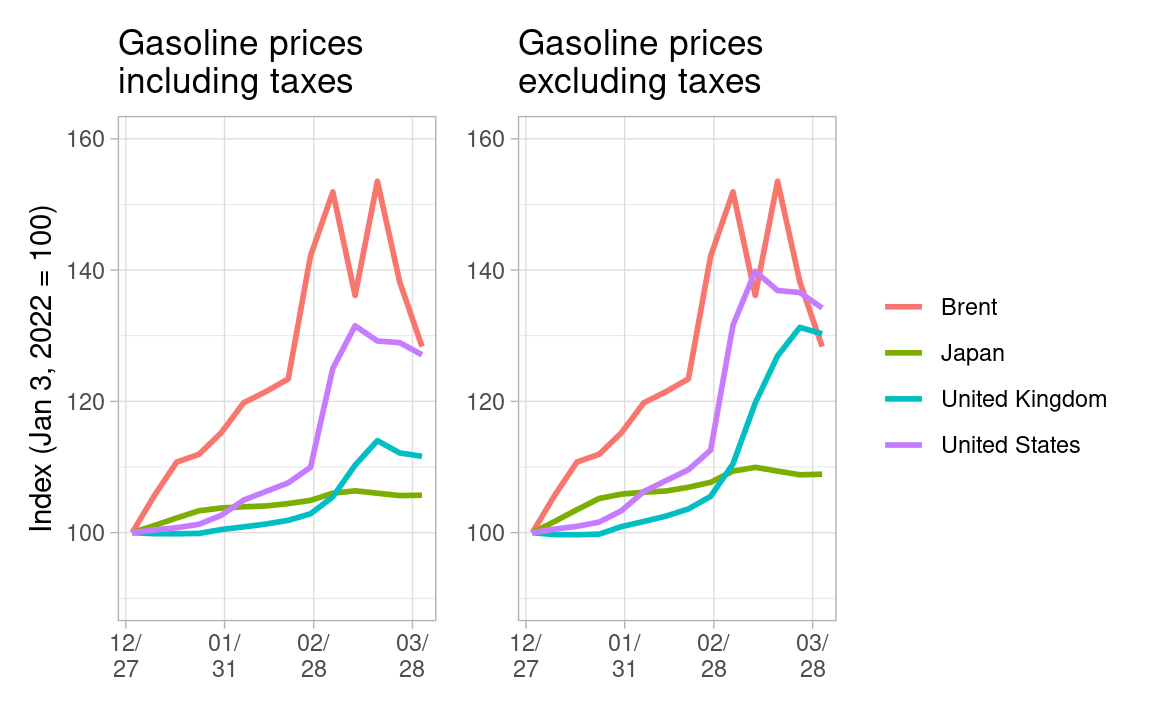 Gasoline prices
including taxes
Gasoline prices
excluding taxes
Index (Jan 3, 2022 = 100)
160
140
120
100
12/
27
01/
31
02/
28
03/
28
160
140
120
100
12/
27
01/
31
02/
28
03/
28
Brent
Japan
United Kingdom
United States